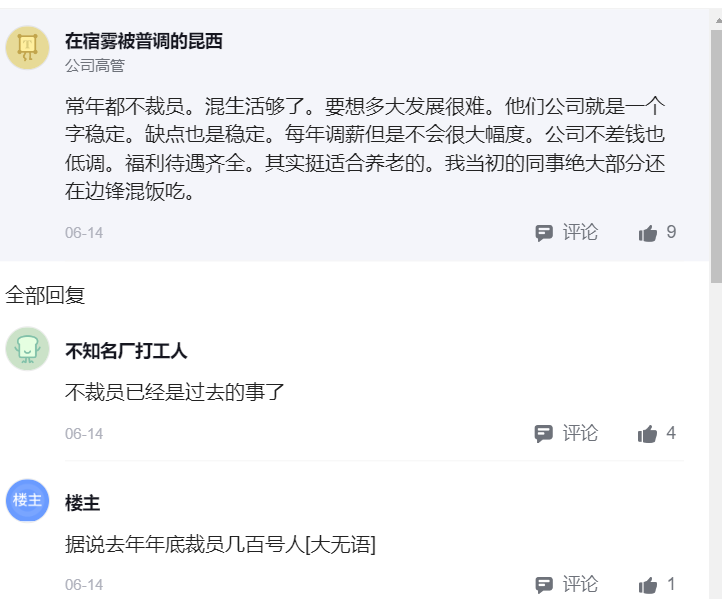 在宿雾被普调的昆西
公司高管
常年都不裁员。混生活够了。要想多大发展很难。他们公司就是一个
字稳定。缺点也是稳定。每年调薪但是不会很大幅度。公司不差钱也
低调。福利待遇齐全。其实挺适合养老的。我当初的同事绝大部分还
在边锋混饭吃。
06-14 评论 9
全部回复
不知名厂打工人
不裁员已经是过去的事了
06-14 评论 4
楼主 楼主
据说去年年底裁员几百号人[大无语]
06-14 评论 1